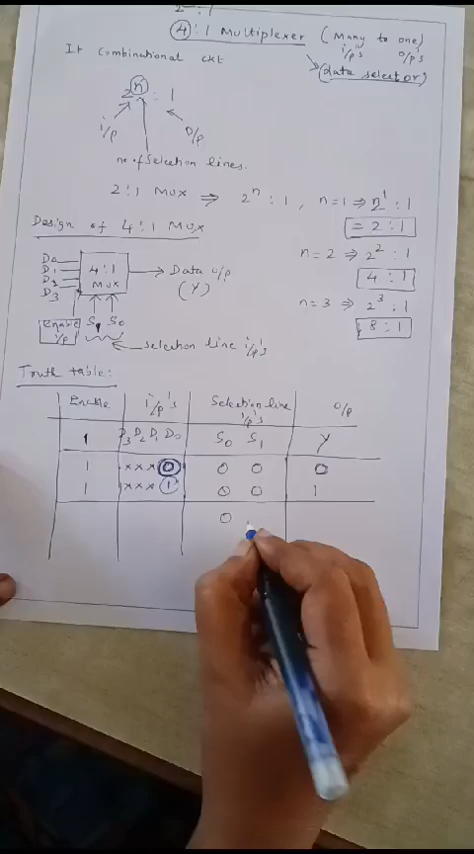 2 : 1
4 : 1 Multiplexer ( Many to one)
i/p's o/p's
It Combinational ckt
(data selector)
2n : 1
i/p o/p
no of Selection lines.
2 : 1 MUX ⇒ 2^n : 1 , n = 1 ⇒ 2^1 : 1
= 2 : 1
Design of 4 : 1 MUX
n = 2 ⇒ 2^2 : 1
4 : 1
D0
D1
D2
D3
4 : 1
MUX
Data o/p
(Y)
n = 3 ⇒ 2^3 : 1
8 : 1
Enable
i/p
S1 S0
Selection line i/p's
Truth table:
Enable i/p's Selection line o/p
i/p's
1 D3 D2 D1 D0 S0 S1 Y
1 x x x 0 0 0 0
1 x x x 1 0 0 1
0